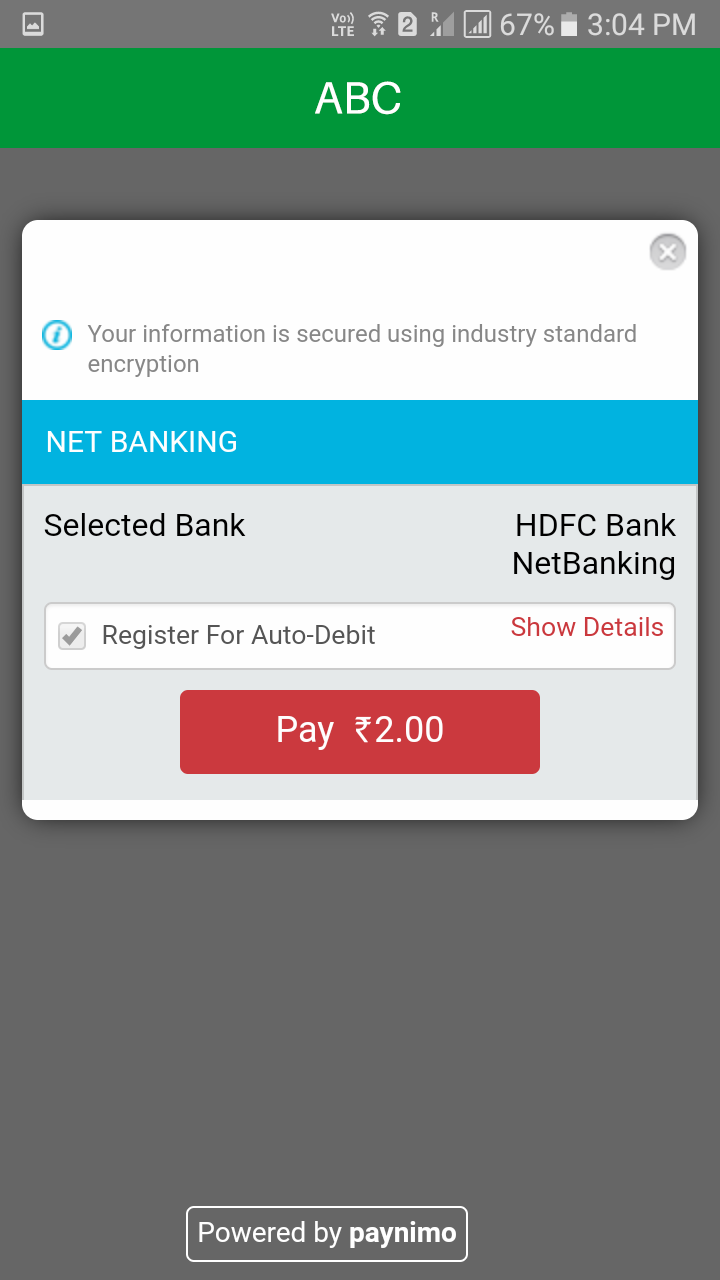 Vo)) LTE 2 R 67% 3:04 PM
ABC
Your information is secured using industry standard
encryption
NET BANKING
Selected Bank HDFC Bank
NetBanking
Register For Auto-Debit Show Details
Pay ₹2.00
Powered by paynimo